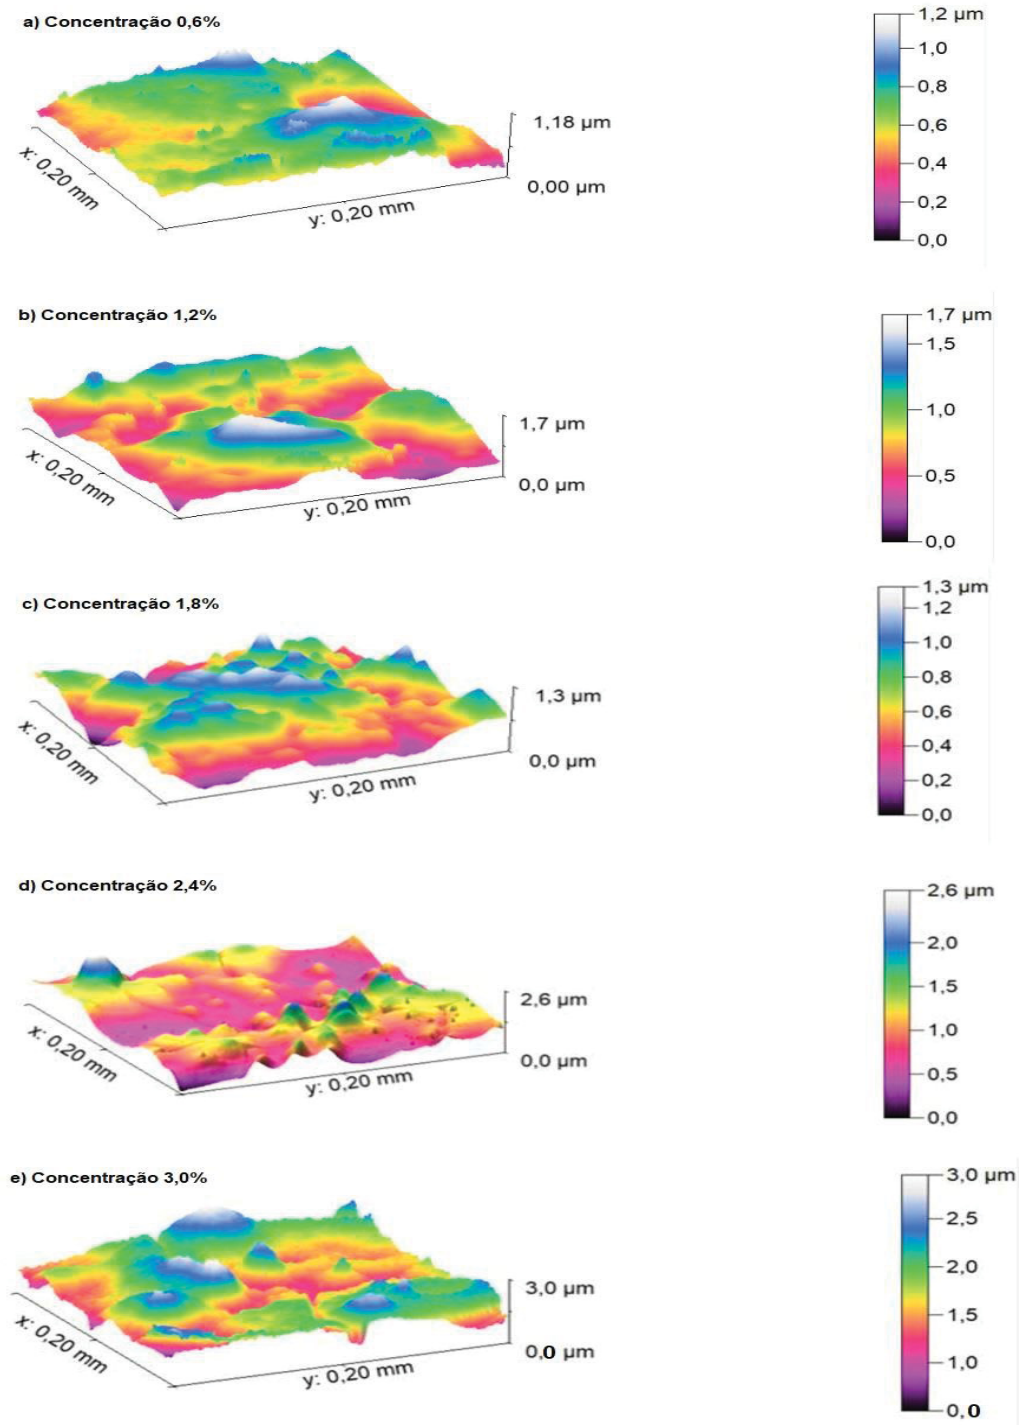 a) Concentração 0,6%
1,2 µm
1,0
0,8
0,6
0,4
0,2
0,0
1,18 µm
0,00 µm
x: 0,20 mm
y: 0,20 mm
b) Concentração 1,2%
1,7 µm
1,5
1,0
0,5
0,0
1,7 µm
0,0 µm
x: 0,20 mm
y: 0,20 mm
c) Concentração 1,8%
1,3 µm
1,2
1,0
0,8
0,6
0,4
0,2
0,0
1,3 µm
0,0 µm
x: 0,20 mm
y: 0,20 mm
d) Concentração 2,4%
2,6 µm
2,0
1,5
1,0
0,5
0,0
2,6 µm
0,0 µm
x: 0,20 mm
y: 0,20 mm
e) Concentração 3,0%
3,0 µm
2,5
2,0
1,5
1,0
0,0
3,0 µm
0,0 µm
x: 0,20 mm
y: 0,20 mm